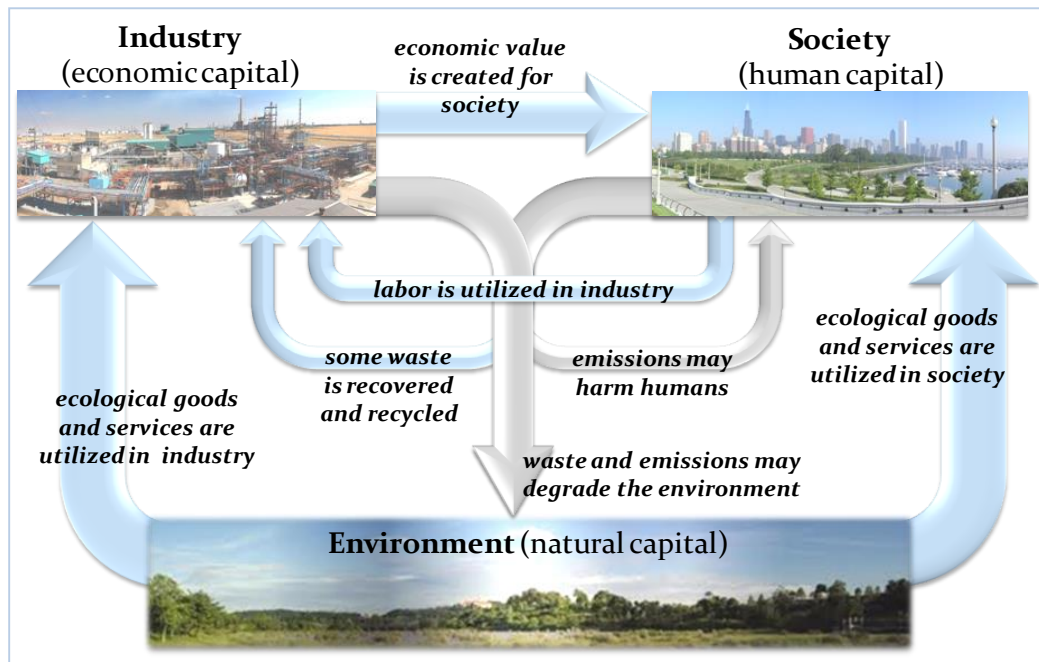 Industry
(economic capital)
economic value
is created for
society
Society
(human capital)
labor is utilized in industry
some waste
is recovered
and recycled
emissions may
harm humans
ecological goods
and services are
utilized in society
ecological goods
and services are
utilized in  industry
waste and emissions may
degrade the environment
Environment (natural capital)